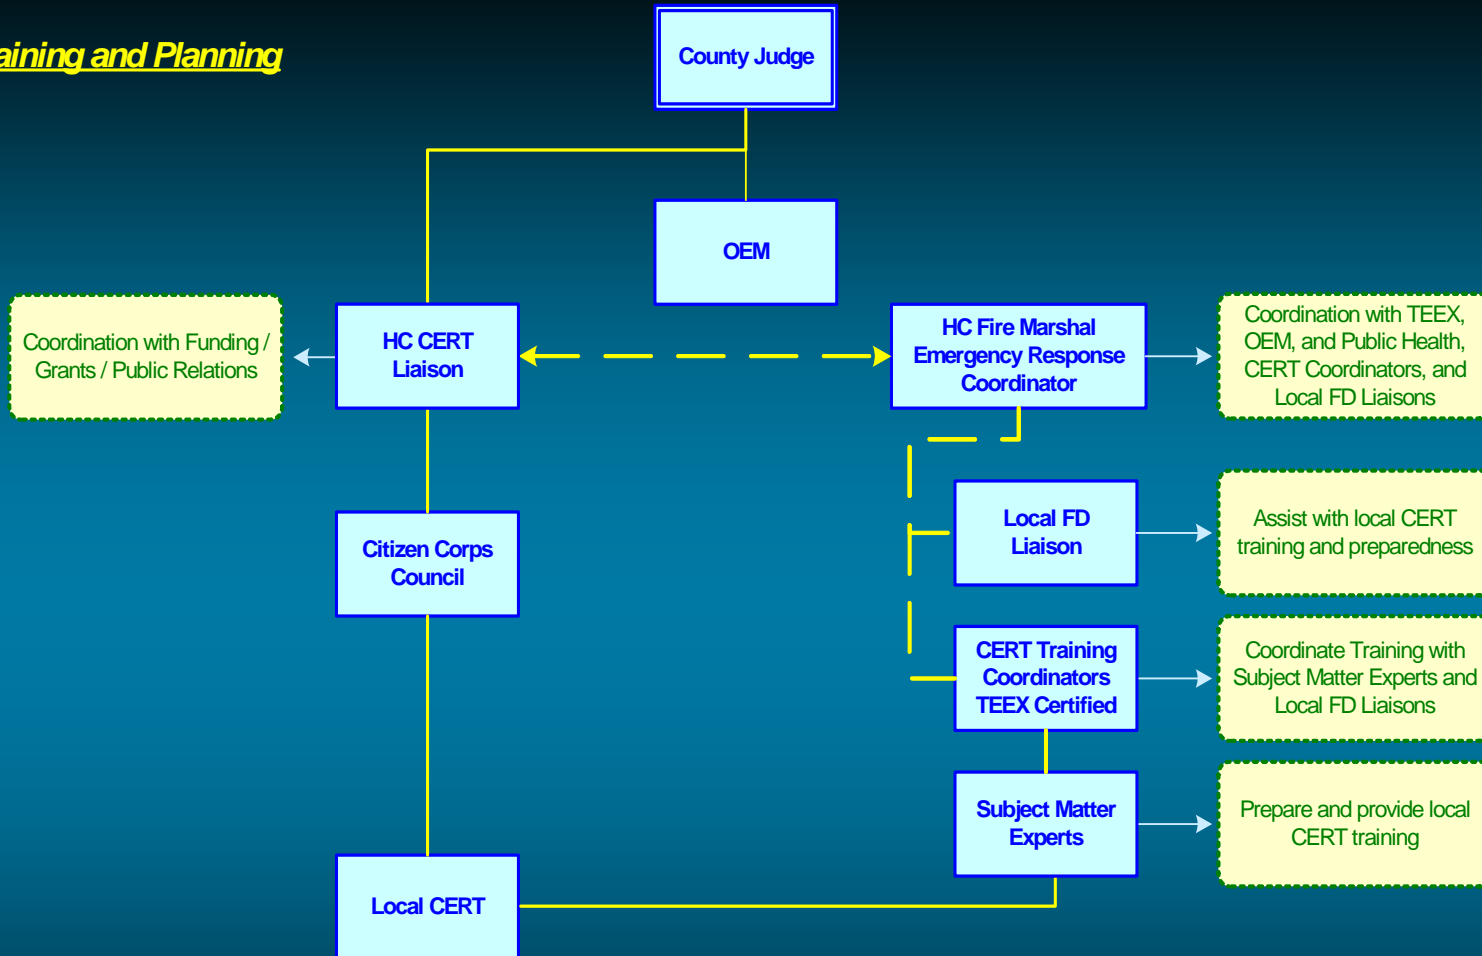 aining and Planning
County Judge
OEM
Coordination with Funding /
Grants / Public Relations
HC CERT
Liaison
HC Fire Marshal
Emergency Response
Coordinator
Coordination with TEEX,
OEM, and Public Health,
CERT Coordinators, and
Local FD Liaisons
Citizen Corps
Council
Local FD
Liaison
Assist with local CERT
training and preparedness
CERT Training
Coordinators
TEEX Certified
Coordinate Training with
Subject Matter Experts and
Local FD Liaisons
Subject Matter
Experts
Prepare and provide local
CERT training
Local CERT